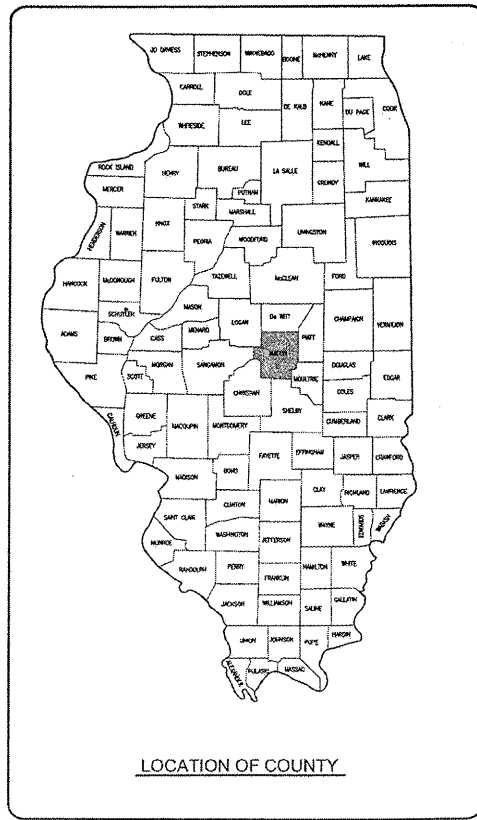 JO DAVIESS STEPHENSON WINNEBAGO BOONE McHENRY LAKE
CARROLL OGLE DE KALB KANE COOK
DU PAGE
WHITESIDE LEE
KENDALL WILL
ROCK ISLAND HENRY BUREAU LA SALLE GRUNDY
MERCER PUTNAM KANKAKEE
STARK MARSHALL
HENDERSON WARREN KNOX PEORIA WOODFORD LIVINGSTON IROQUOIS
HANCOCK McDONOUGH FULTON TAZEWELL McCLEAN FORD
SCHUYLER MASON LOGAN De WITT CHAMPAIGN VERMILION
ADAMS BROWN CASS MENARD MACON PIATT
PIKE SCOTT MORGAN SANGAMON MOULTRIE DOUGLAS EDGAR
CHRISTIAN COLES
CALHOUN GREENE MACOUPIN MONTGOMERY SHELBY CUMBERLAND CLARK
JERSEY FAYETTE EFFINGHAM JASPER CRAWFORD
MADISON BOND CLAY RICHLAND LAWRENCE
CLINTON MARION WAYNE EDWARDS WABASH
SAINT CLAIR WASHINGTON JEFFERSON
MONROE RANDOLPH PERRY HAMILTON WHITE
FRANKLIN
JACKSON WILLIAMSON SALINE GALLATIN
UNION JOHNSON POPE HARDIN
ALEXANDER PULASKI MASSAC
LOCATION OF COUNTY